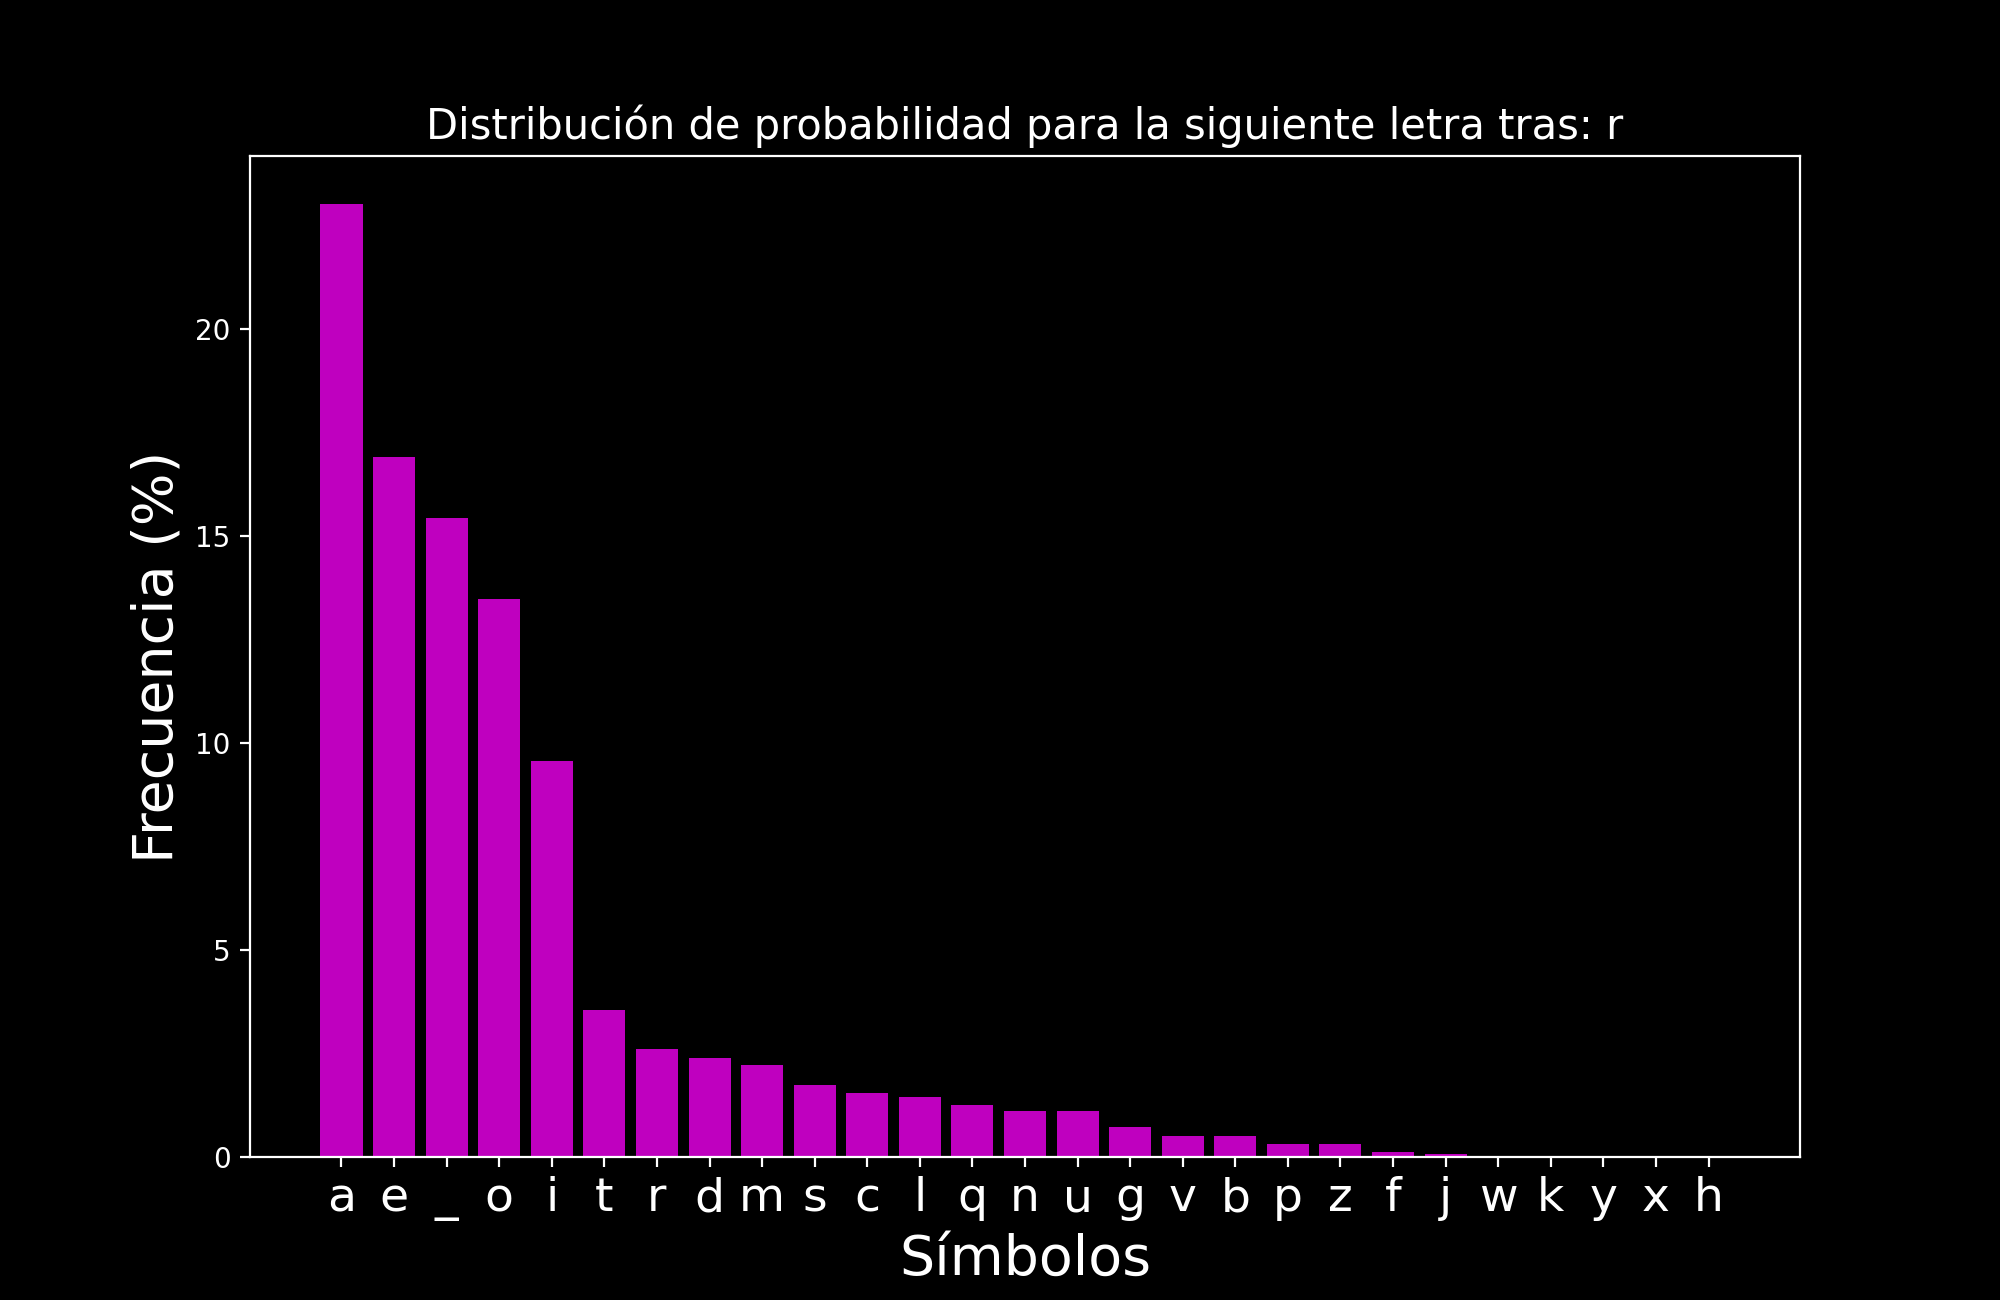 Distribución de probabilidad para la siguiente letra tras: r
Frecuencia (%)
20
15
10
5
0
a e _ o i t r d m s c l q n u g v b p z f j w k y x h
Símbolos